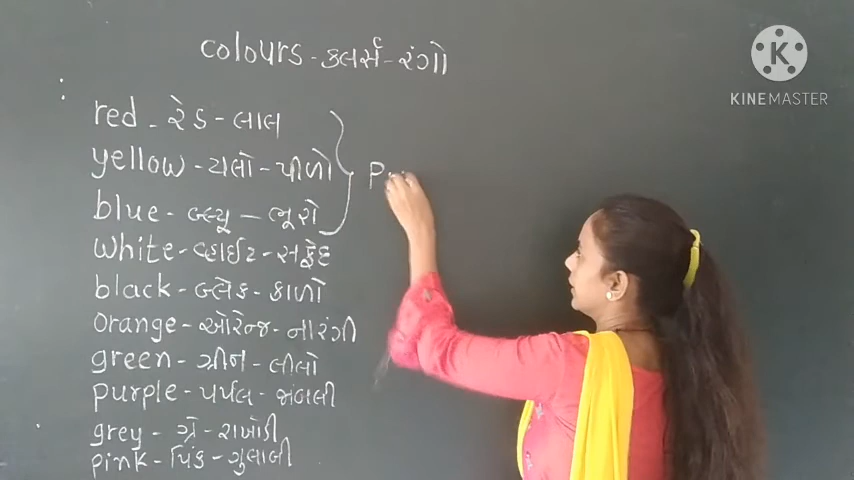 colours - કલર્સ - રંગો
red - રેડ - લાલ
yellow - યલો - પીળો
blue - બ્લ્યૂ - ભૂરો
white - વ્હાઈટ - સફેદ
black - બ્લેક - કાળો
orange - ઓરેન્જ - નારંગી
green - ગ્રીન - લીલો
purple - પર્પલ - જાંબલી
grey - ગ્રે - રાખોડી
pink - પિંક - ગુલાબી
P
K
KINEMASTER